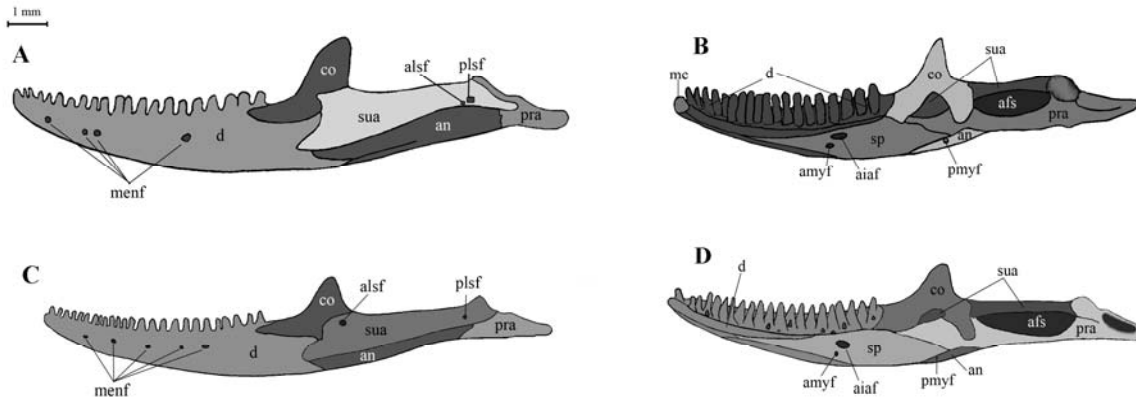 1 mm
A
co
alsf
plsf
sua
an
pra
d
menf
B
mc
d
co
sua
afs
pra
sp
an
amyf
aiaf
pmyf
C
co
alsf
plsf
sua
pra
d
an
menf
D
d
co
sua
afs
pra
sp
an
amyf
aiaf
pmyf